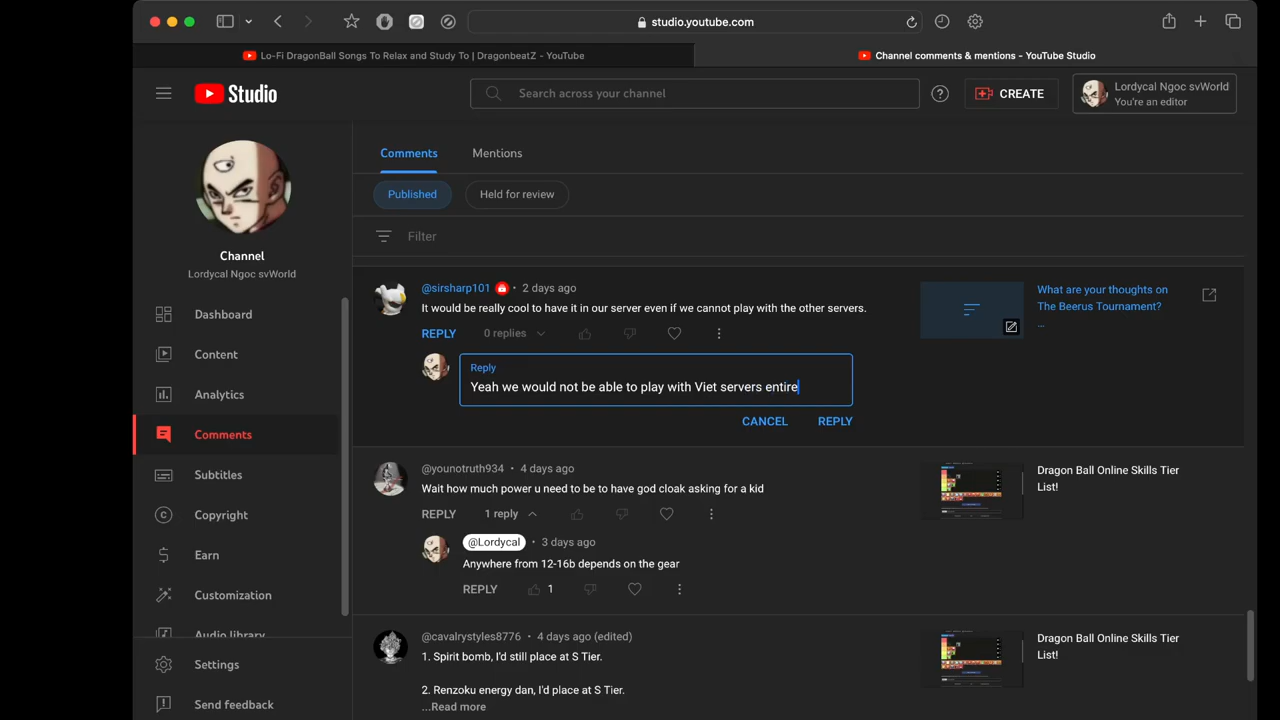 studio.youtube.com
Lo-Fi DragonBall Songs To Relax and Study To | DragonbeatZ - YouTube
Channel comments & mentions - YouTube Studio
Studio
Search across your channel
CREATE
Lordycal Ngoc svWorld
You're an editor
Channel
Lordycal Ngoc svWorld
Dashboard
Content
Analytics
Comments
Subtitles
Copyright
Earn
Customization
Audio library
Settings
Send feedback
Comments
Mentions
Published
Held for review
Filter
@sirsharp101 • 2 days ago
It would be really cool to have it in our server even if we cannot play with the other servers.
REPLY
0 replies
Reply
Yeah we would not be able to play with Viet servers entire
CANCEL
REPLY
What are your thoughts on
The Beerus Tournament?
...
@younotruth934 • 4 days ago
Wait how much power u need to be to have god cloak asking for a kid
REPLY
1 reply
@Lordycal • 3 days ago
Anywhere from 12-16b depends on the gear
REPLY
1
Dragon Ball Online Skills Tier
List!
@cavalrystyles8776 • 4 days ago (edited)
1. Spirit bomb, I'd still place at S Tier.
2. Renzoku energy dan, I'd place at S Tier.
...Read more
Dragon Ball Online Skills Tier
List!